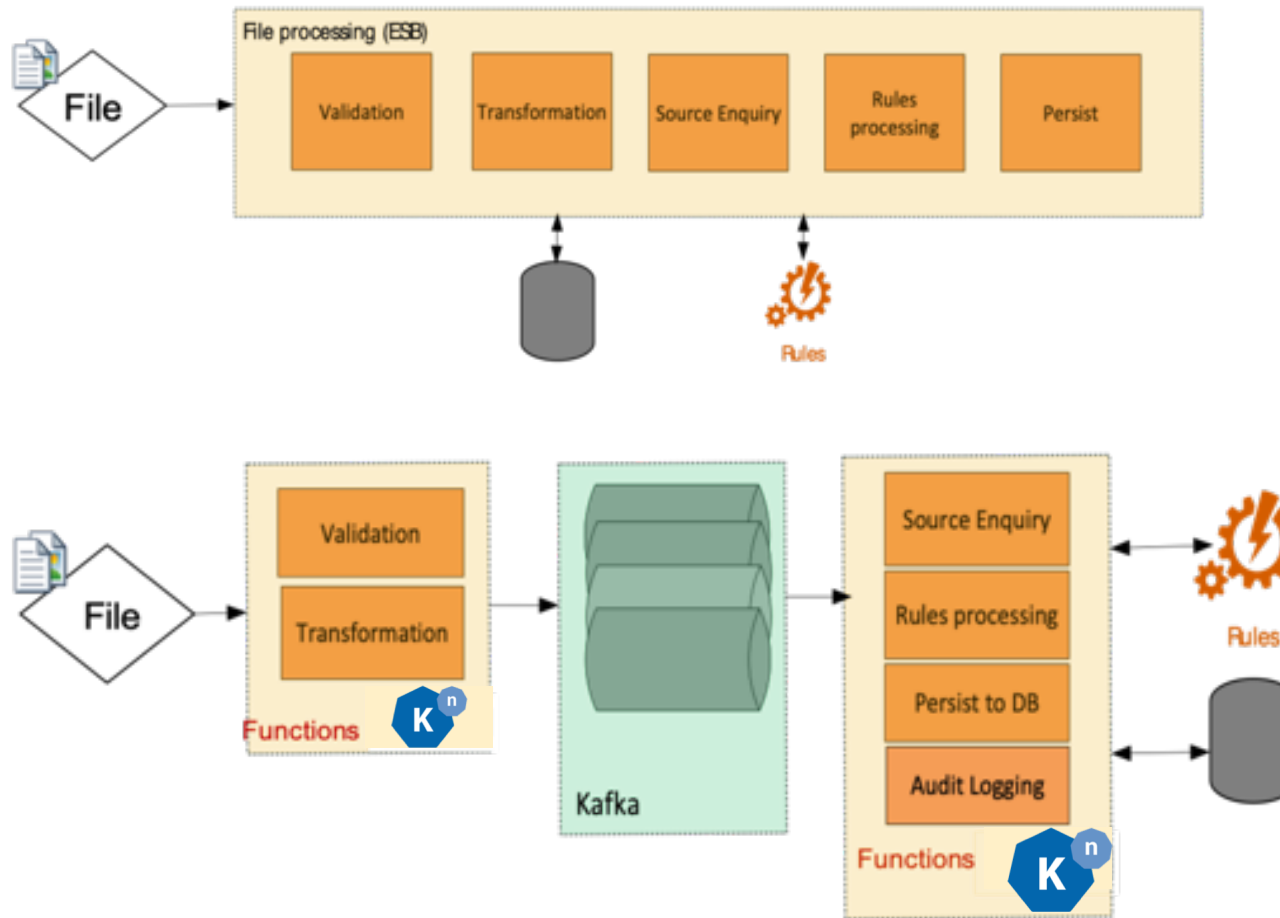 File processing (ESB)
File
Validation
Transformation
Source Enquiry
Rules
processing
Persist
Rules
File
Validation
Transformation
Functions
K
n
Kafka
Source Enquiry
Rules processing
Persist to DB
Audit Logging
Functions
K
n
Rules